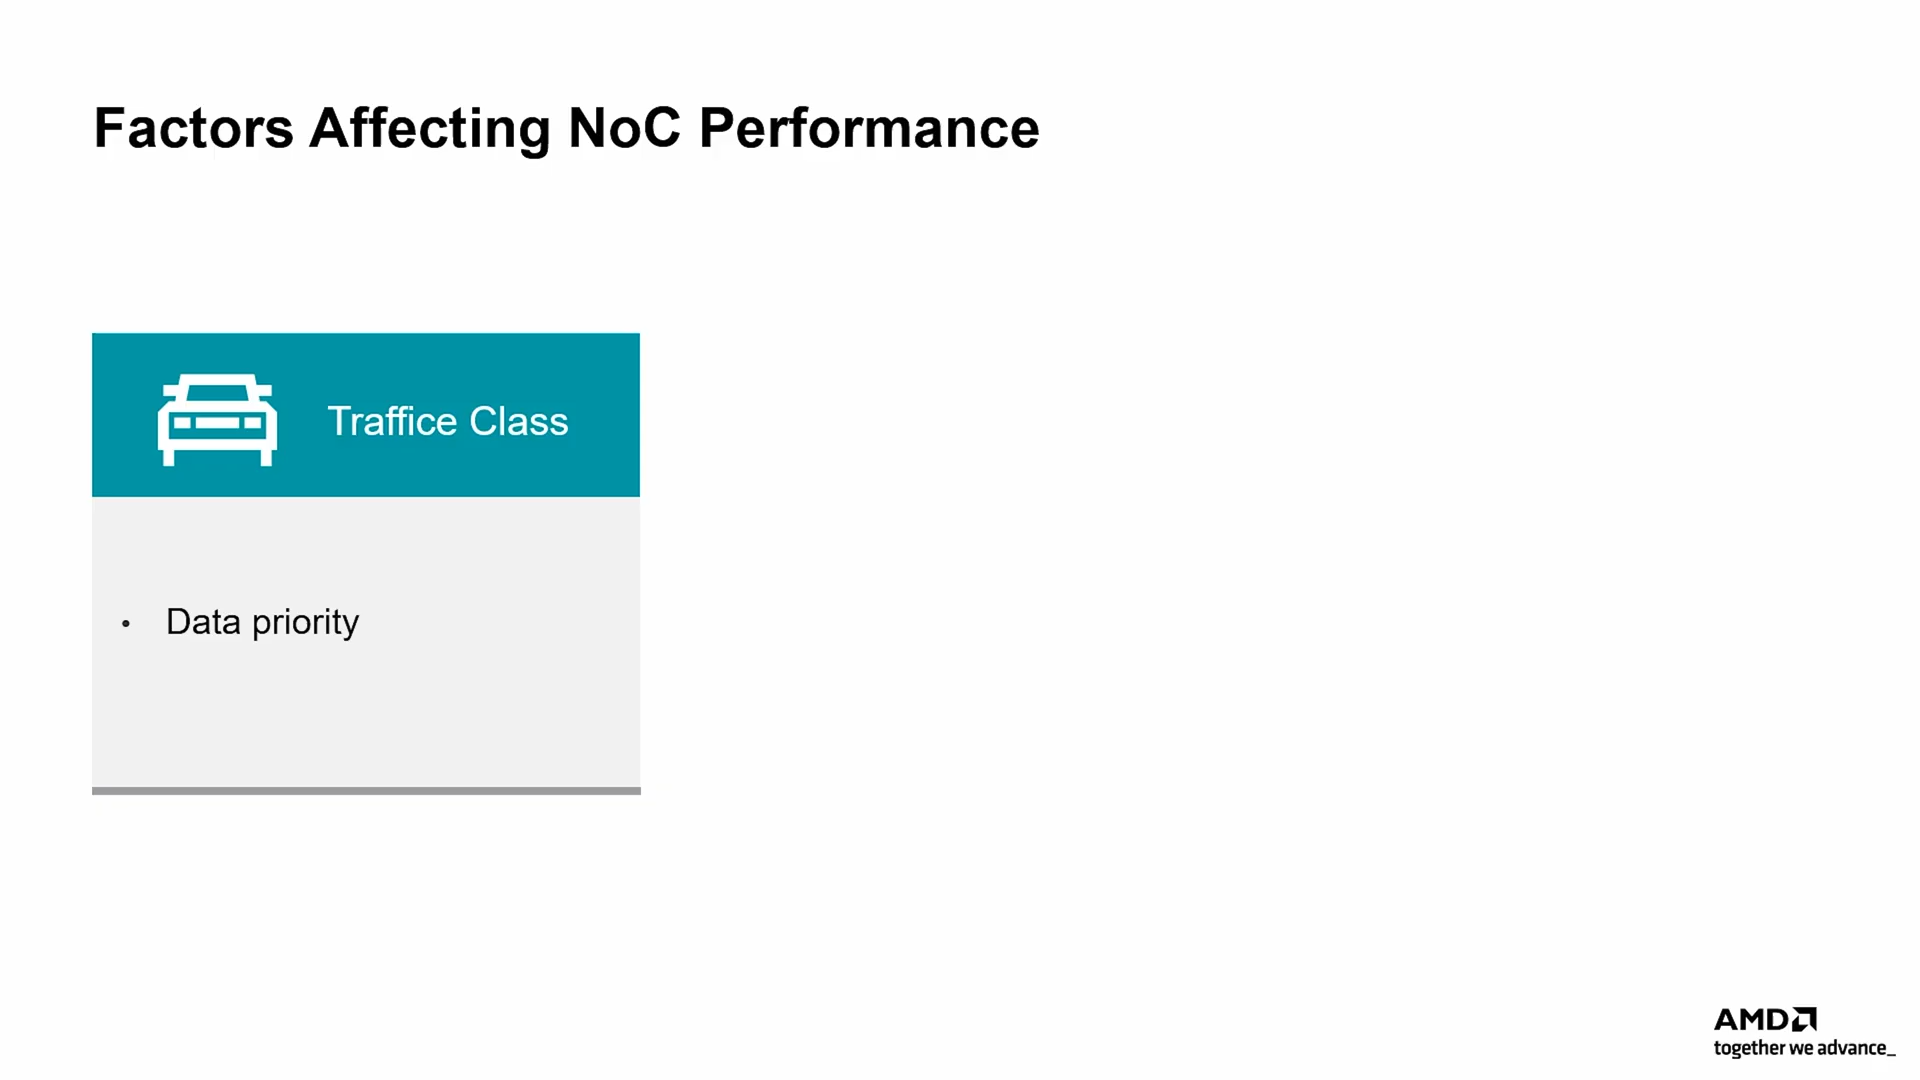 Factors Affecting NoC Performance
Traffice Class
• Data priority
AMD
together we advance_